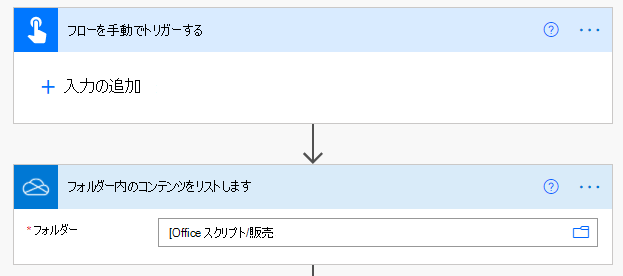 フローを手動でトリガーする
+ 入力の追加
フォルダー内のコンテンツをリストします
*フォルダー
[Office スクリプト/販売